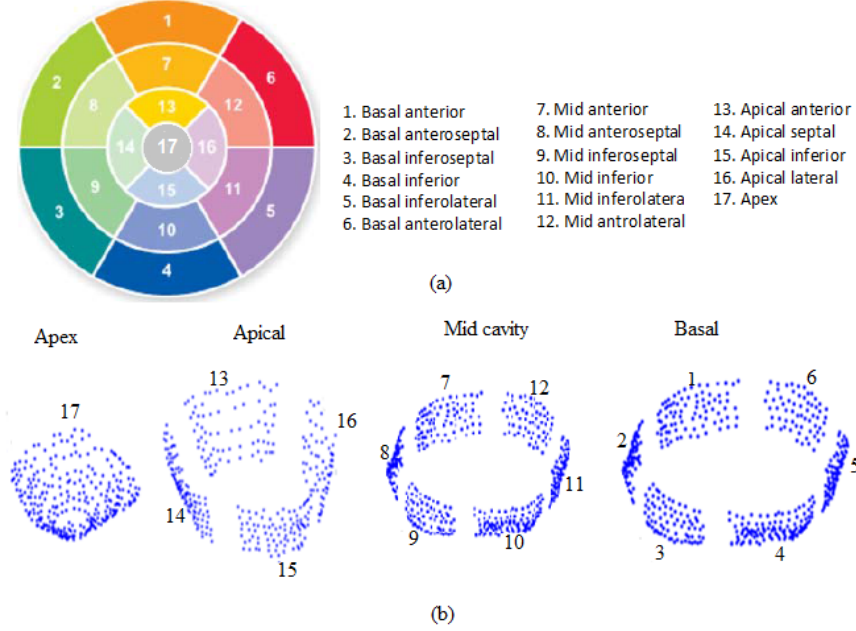 1
2
6
7
8
12
13
14
17
16
15
9
11
3
10
5
4
1. Basal anterior
2. Basal anteroseptal
3. Basal inferoseptal
4. Basal inferior
5. Basal inferolateral
6. Basal anterolateral
7. Mid anterior
8. Mid anteroseptal
9. Mid inferoseptal
10. Mid inferior
11. Mid inferolatera
12. Mid antrolateral
13. Apical anterior
14. Apical septal
15. Apical inferior
16. Apical lateral
17. Apex
(a)
Apex
Apical
Mid cavity
Basal
17
13
16
14
15
7
12
8
11
9
10
1
6
2
5
3
4
(b)